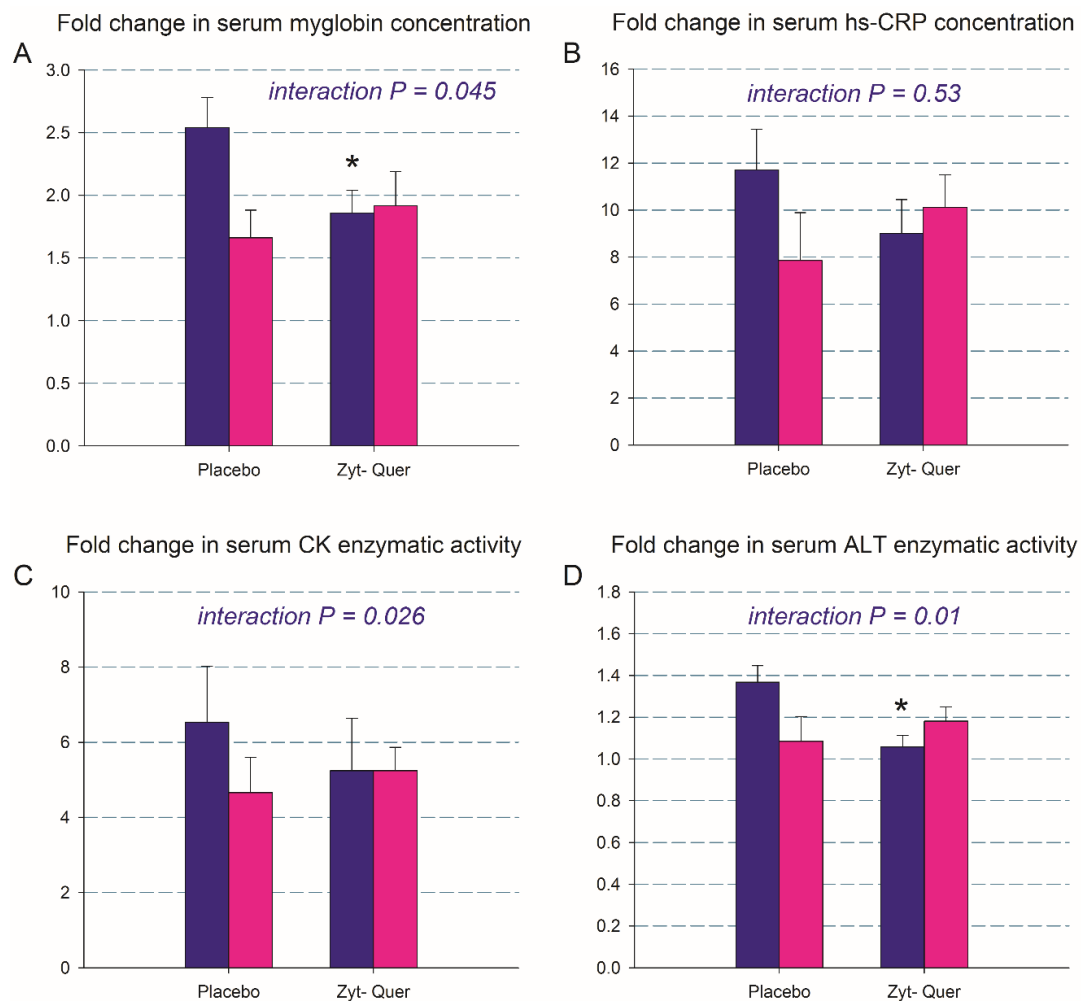 Fold change in serum myglobin concentration
A
3.0
2.5
2.0
1.5
1.0
0.5
0.0
interaction P = 0.045
*
Placebo
Zyt- Quer
Fold change in serum hs-CRP concentration
B
16
14
12
10
8
6
4
2
0
interaction P = 0.53
Placebo
Zyt- Quer
Fold change in serum CK enzymatic activity
C
10
8
6
4
2
0
interaction P = 0.026
Placebo
Zyt- Quer
Fold change in serum ALT enzymatic activity
D
1.8
1.6
1.4
1.2
1.0
0.8
0.6
0.4
0.2
0.0
interaction P = 0.01
*
Placebo
Zyt- Quer